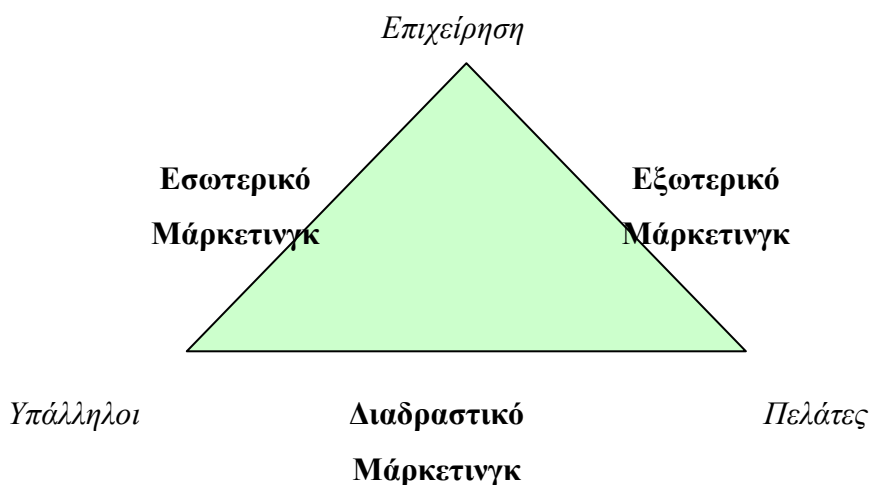 Επιχείρηση
Εσωτερικό
Μάρκετινγκ
Εξωτερικό
Μάρκετινγκ
Υπάλληλοι
Διαδραστικό
Μάρκετινγκ
Πελάτες